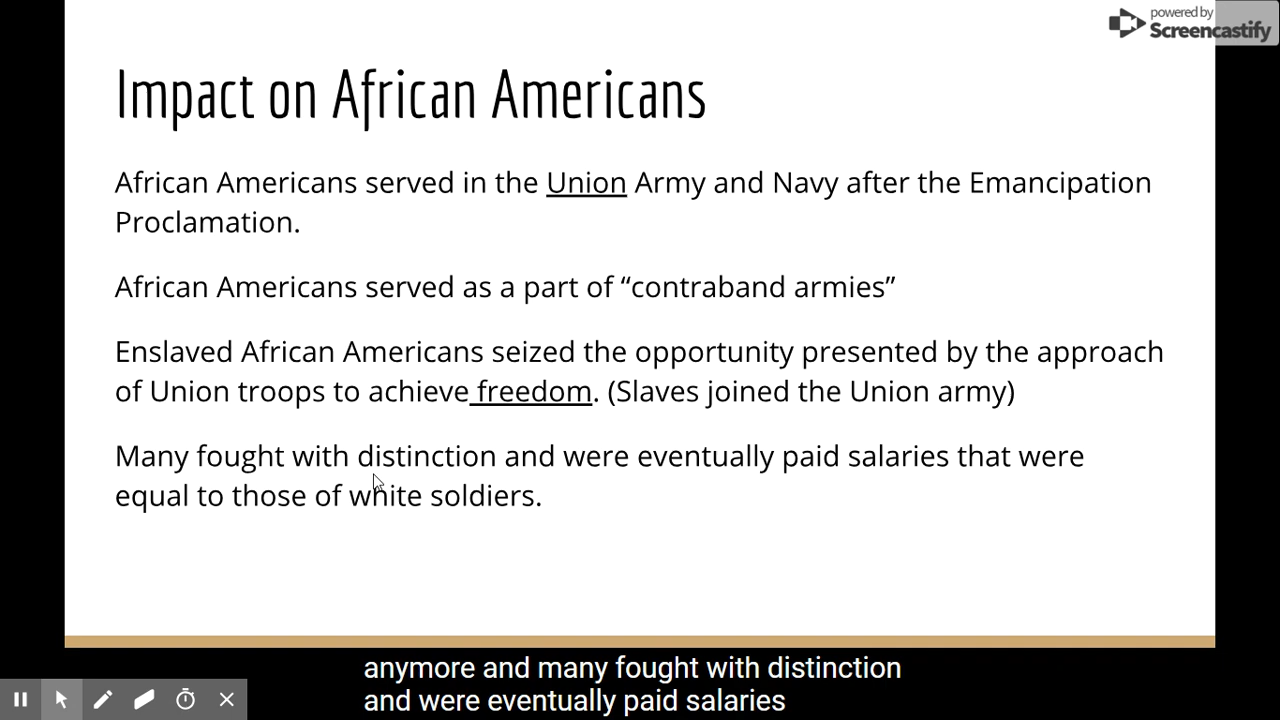 powered by
Screencastify
Impact on African Americans
African Americans served in the Union Army and Navy after the Emancipation
Proclamation.
African Americans served as a part of “contraband armies”
Enslaved African Americans seized the opportunity presented by the approach
of Union troops to achieve freedom. (Slaves joined the Union army)
Many fought with distinction and were eventually paid salaries that were
equal to those of white soldiers.
anymore and many fought with distinction
and were eventually paid salaries